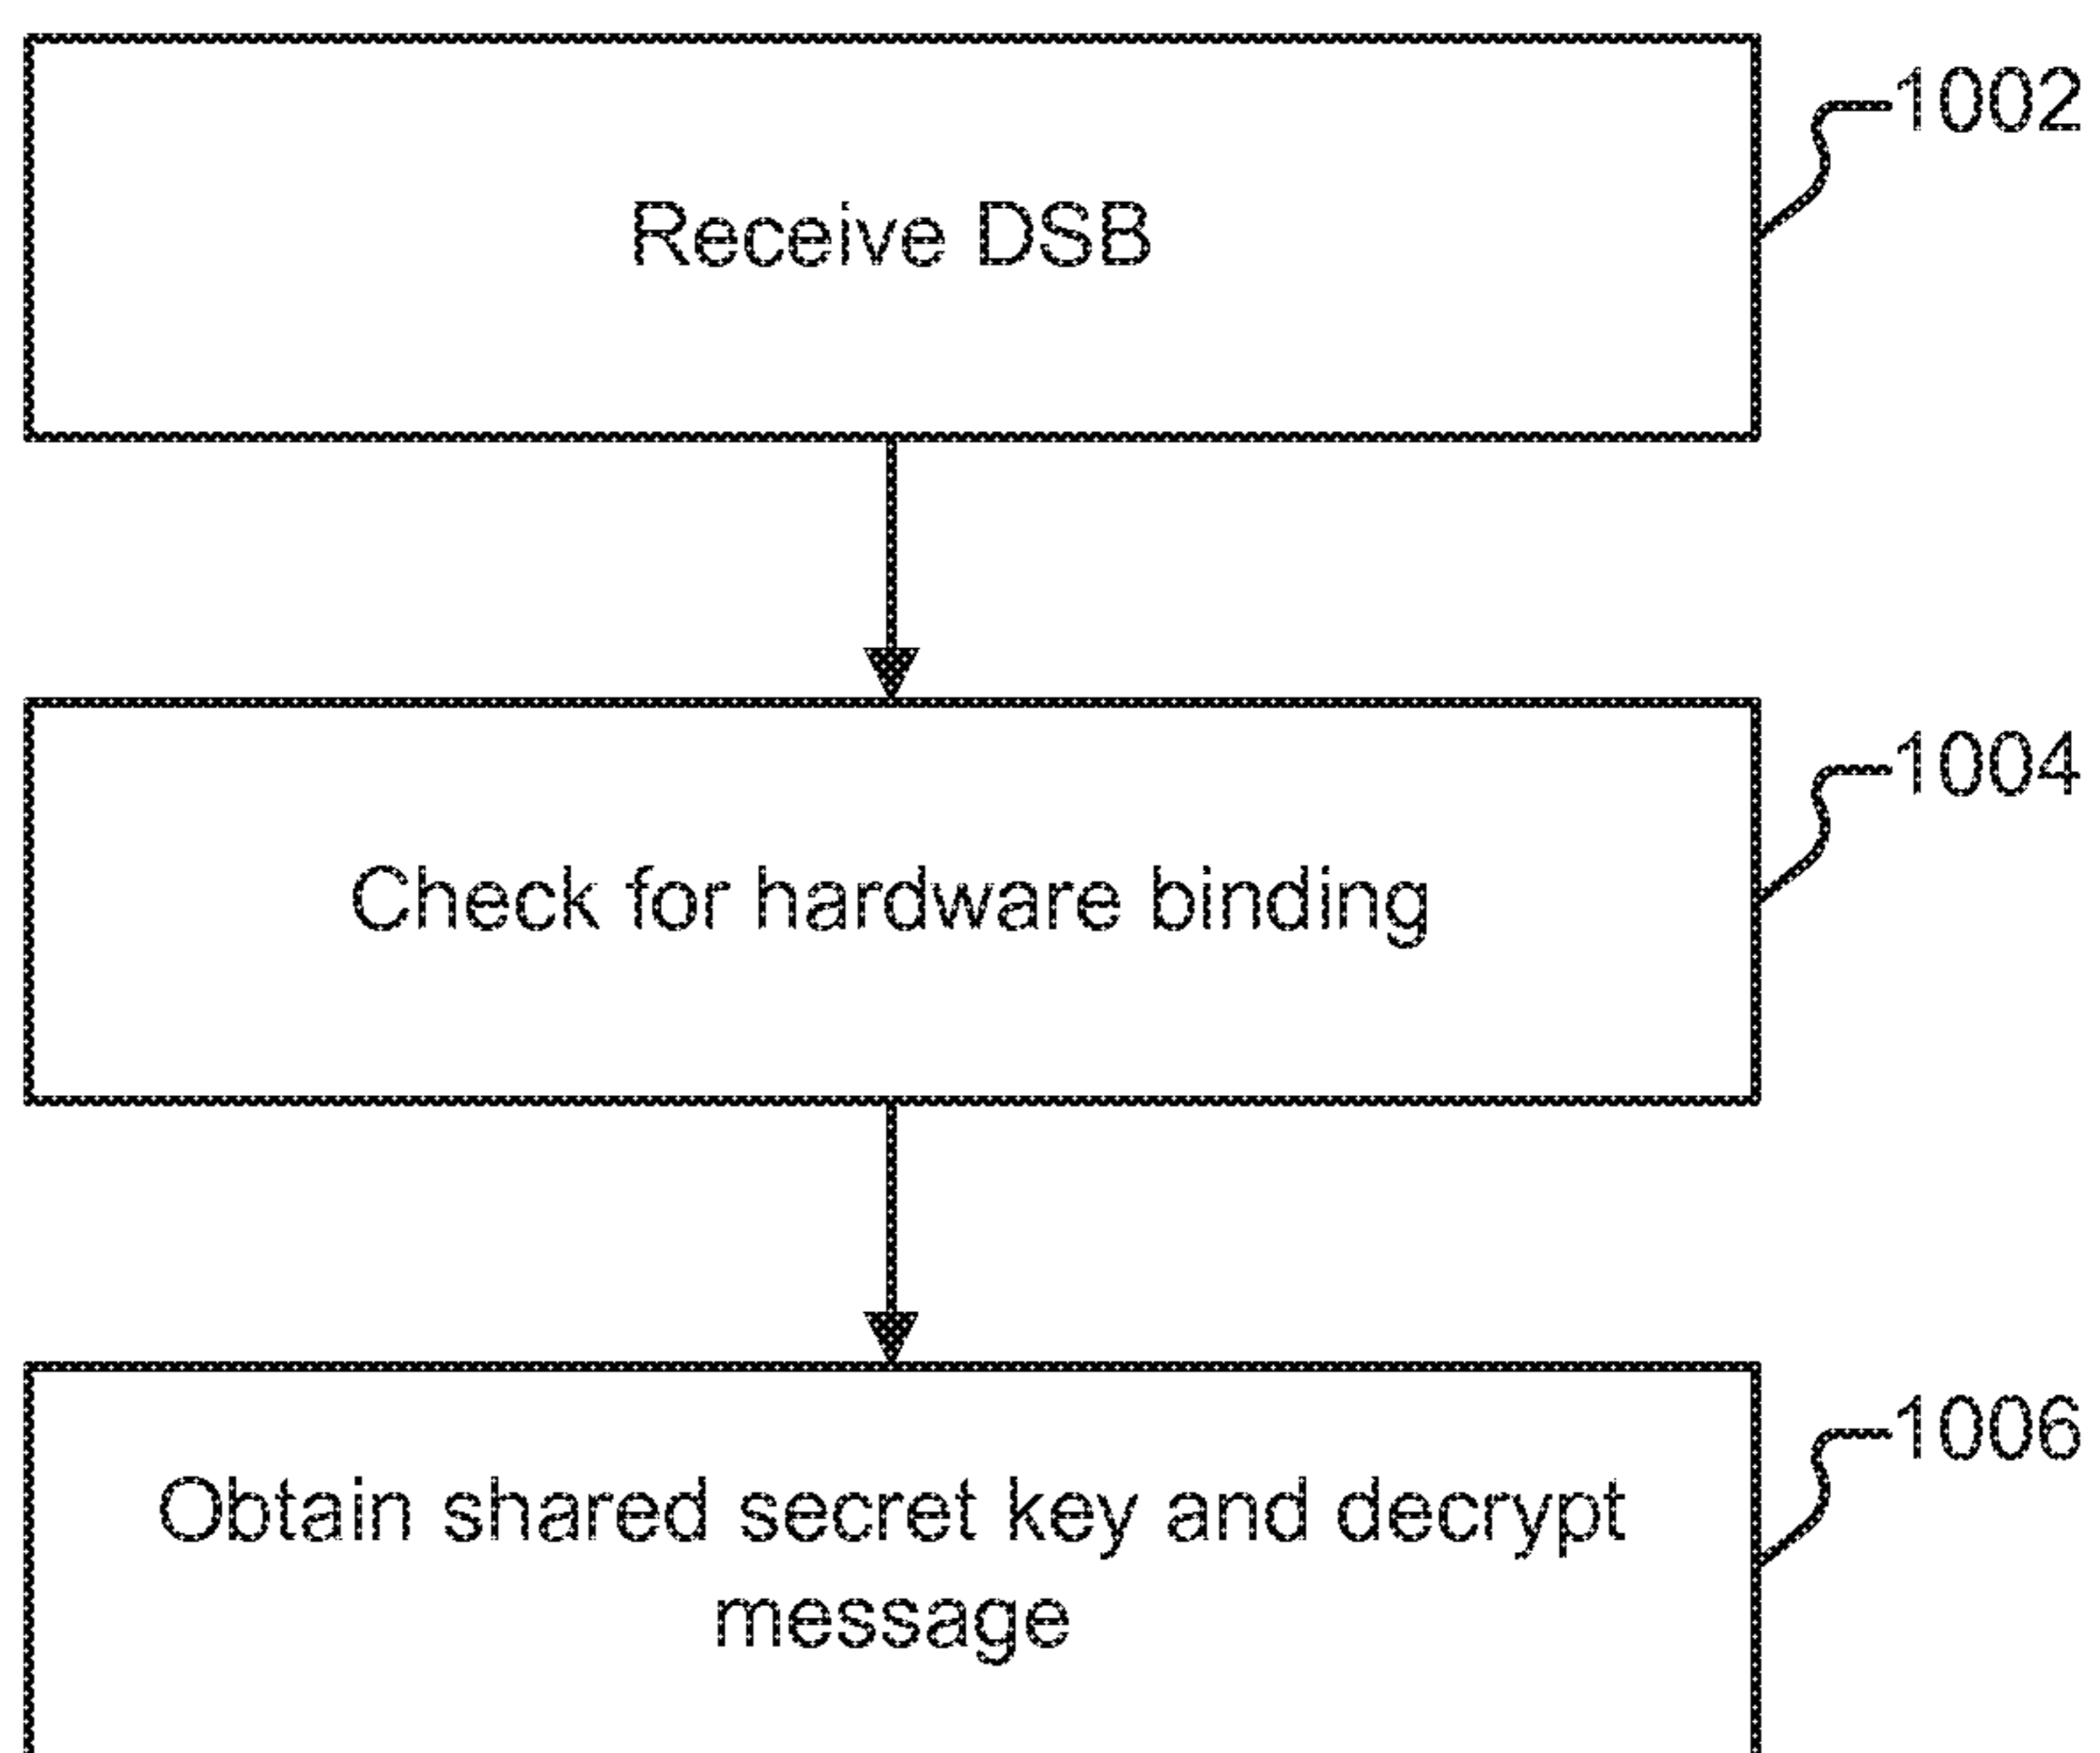 1002
Receive DSB
1004
Check for hardware binding
1006
Obtain shared secret key and decrypt
message